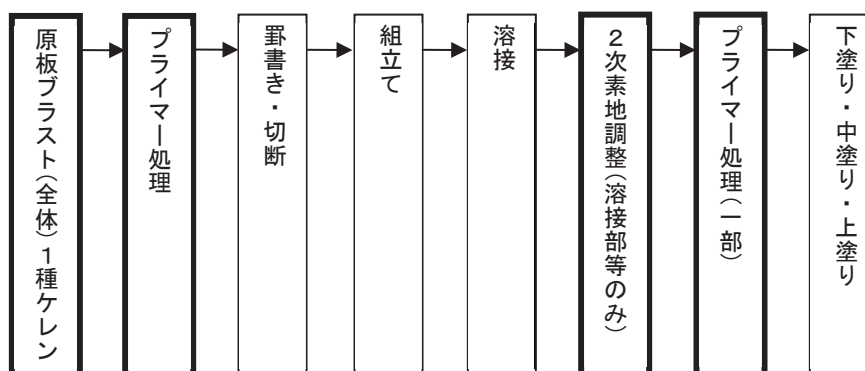 原板ブラスト（全体）１種ケレン
プライマー処理
罫書き・切断
組立て
溶接
２次素地調整（溶接部等のみ）
プライマー処理（一部）
下塗り・中塗り・上塗り